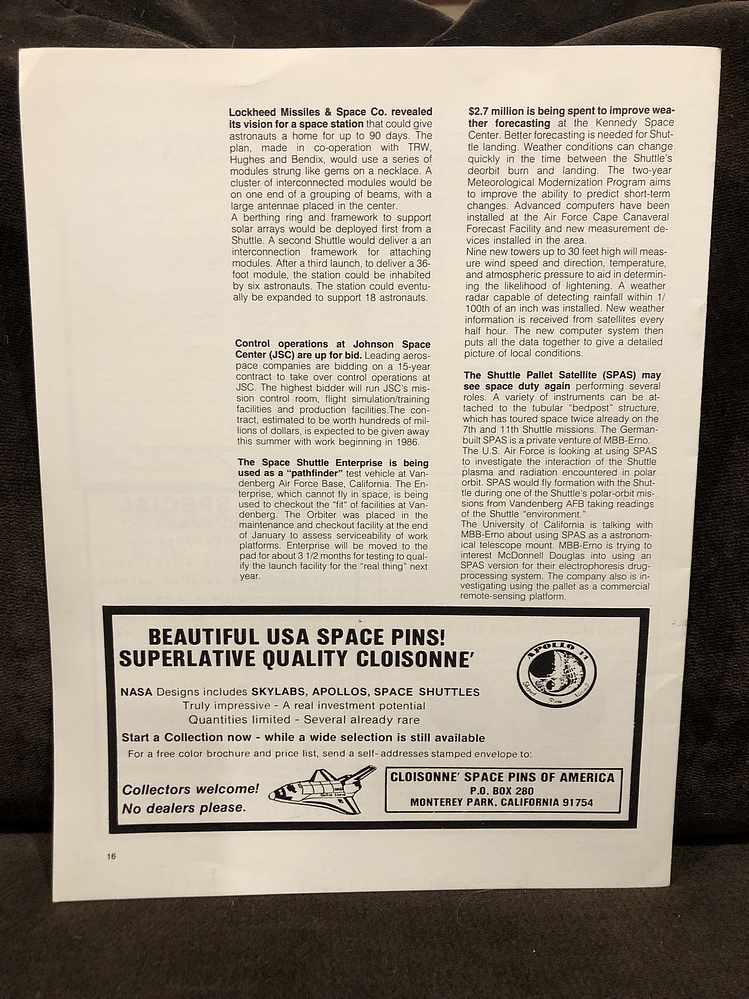 Lockheed Missiles & Space Co. revealed
its vision for a space station that could give
astronauts a home for up to 90 days. The
plan, made in co-operation with TRW,
Hughes and Bendix, would use a series of
modules strung like gems on a necklace. A
cluster of interconnected modules would be
on one end of a grouping of beams, with a
large antennae placed in the center.
A berthing ring and framework to support
solar arrays would be deployed first from a
Shuttle. A second Shuttle would deliver a an
interconnection framework for attaching
modules. After a third launch, to deliver a 36-
foot module, the station could be inhabited
by six astronauts. The station could eventu-
ally be expanded to support 18 astronauts.
Control operations at Johnson Space
Center (JSC) are up for bid. Leading aeros-
pace companies are bidding on a 15-year
contract to take over control operations at
JSC. The highest bidder will run JSC's mis-
sion control room, flight simulation/training
facilities and production facilities.The con-
tract, estimated to be worth hundreds of mil-
lions of dollars, is expected to be given away
this summer with work beginning in 1986.
The Space Shuttle Enterprise is being
used as a "pathfinder" test vehicle at Van-
denberg Air Force Base, California. The En-
terprise, which cannot fly in space, is being
used to checkout the "fit" of facilities at Van-
denberg. The Orbiter was placed in the
maintenance and checkout facility at the end
of January to assess serviceability of work
platforms. Enterprise will be moved to the
pad for about 3 1/2 months for testing to qual-
ify the launch facility for the "real thing" next
year.
$2.7 million is being spent to improve wea-
ther forecasting at the Kennedy Space
Center. Better forecasting is needed for Shut-
tle landing. Weather conditions can change
quickly in the time between the Shuttle's
deorbit burn and landing. The two-year
Meteorological Modernization Program aims
to improve the ability to predict short-term
changes. Advanced computers have been
installed at the Air Force Cape Canaveral
Forecast Facility and new measurement de-
vices installed in the area.
Nine new towers up to 30 feet high will meas-
ure wind speed and direction, temperature,
and atmospheric pressure to aid in determin-
ing the likelihood of lightening. A weather
radar capable of detecting rainfall within 1/
100th of an inch was installed. New weather
information is received from satellites every
half hour. The new computer system then
puts all the data together to give a detailed
picture of local conditions.
The Shuttle Pallet Satellite (SPAS) may
see space duty again performing several
roles. A variety of instruments can be at-
tached to the tubular "bedpost" structure,
which has toured space twice already on the
7th and 11th Shuttle missions. The German-
built SPAS is a private venture of MBB-Erno.
The U.S. Air Force is looking at using SPAS
to investigate the interaction of the Shuttle
plasma and radiation encountered in polar
orbit. SPAS would fly formation with the Shut-
tle during one of the Shuttle's polar-orbit mis-
sions from Vandenberg AFB taking readings
of the Shuttle "environment."
The University of California is talking with
MBB-Erno about using SPAS as a astronom-
ical telescope mount. MBB-Erno is trying to
interest McDonnell Douglas into using an
SPAS version for their electrophoresis drug-
processing system. The company also is in-
vestigating using the pallet as a commercial
remote-sensing platform.
BEAUTIFUL USA SPACE PINS!
SUPERLATIVE QUALITY CLOISONNE'
APOLLO 13
NASA Designs includes SKYLABS, APOLLOS, SPACE SHUTTLES
Truly impressive - A real investment potential
Quantities limited - Several already rare
Start a Collection now - while a wide selection is still available
For a free color brochure and price list, send a self-addresses stamped envelope to:
Collectors welcome!
No dealers please.
CLOISONNE' SPACE PINS OF AMERICA
P.O. BOX 280
MONTEREY PARK, CALIFORNIA 91754
16